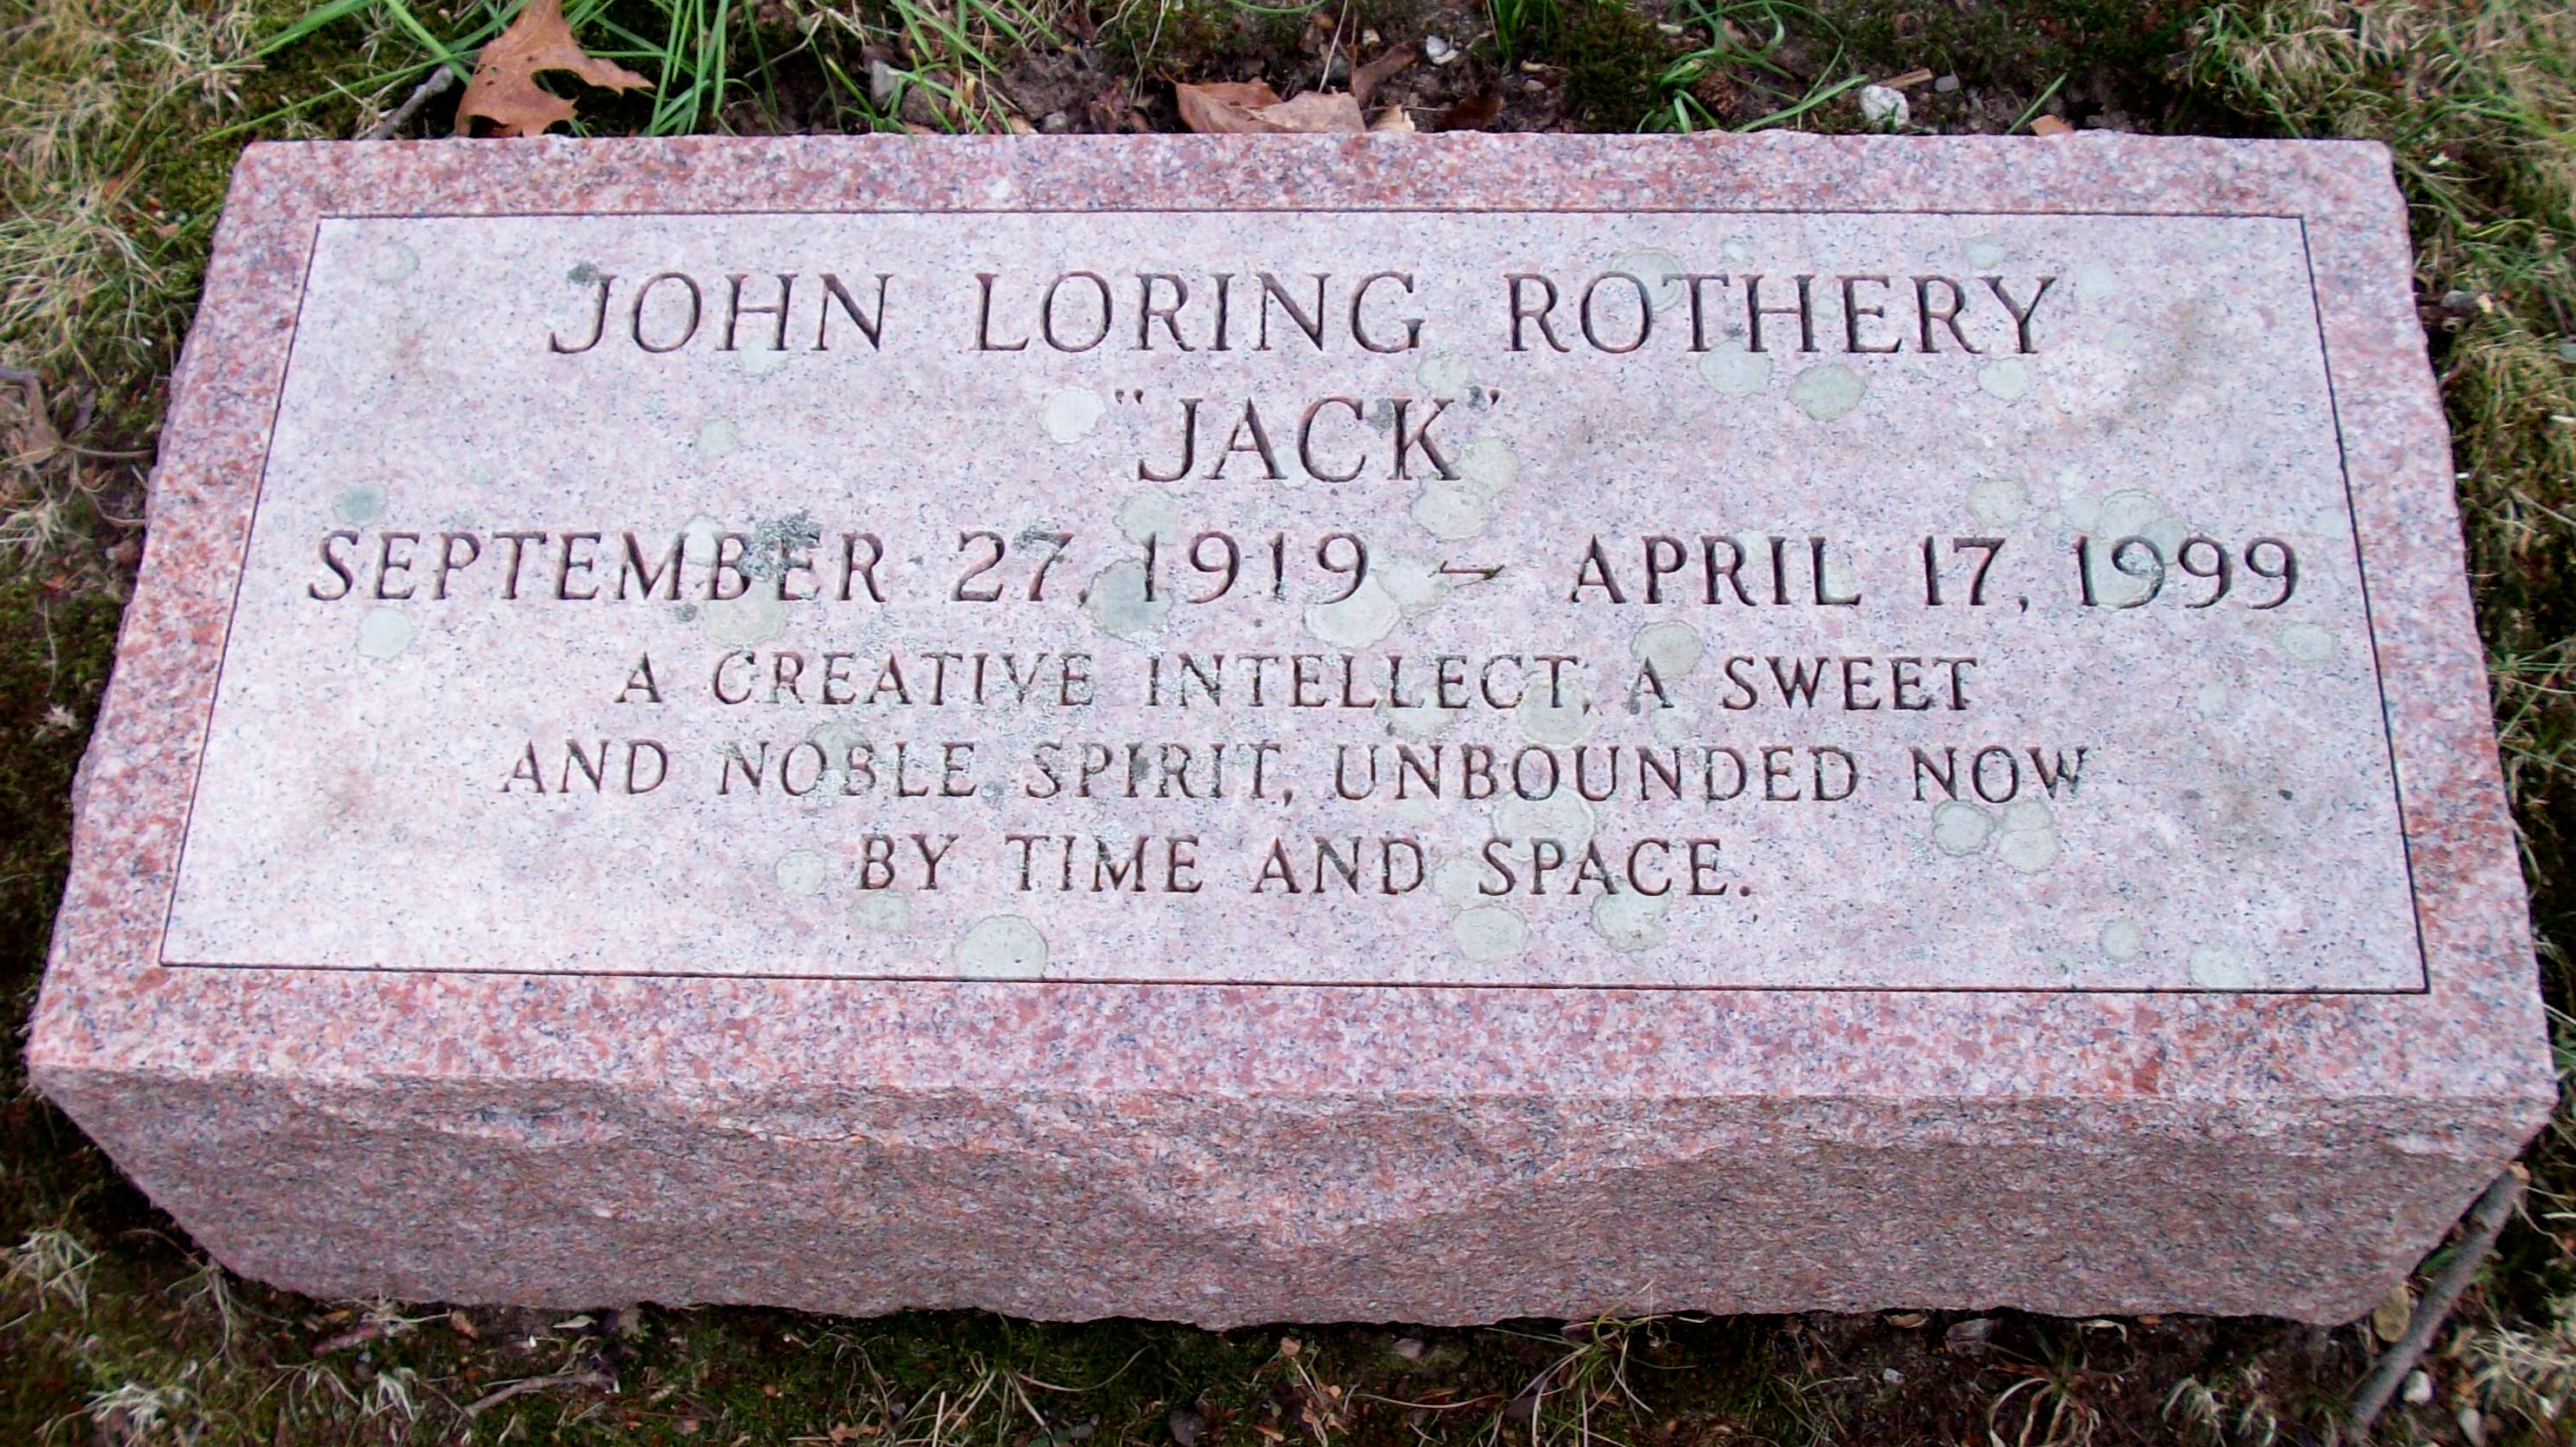 JOHN LORING ROTHERY
"JACK"
SEPTEMBER 27, 1919 – APRIL 17, 1999
A CREATIVE INTELLECT, A SWEET
AND NOBLE SPIRIT, UNBOUNDED NOW
BY TIME AND SPACE.